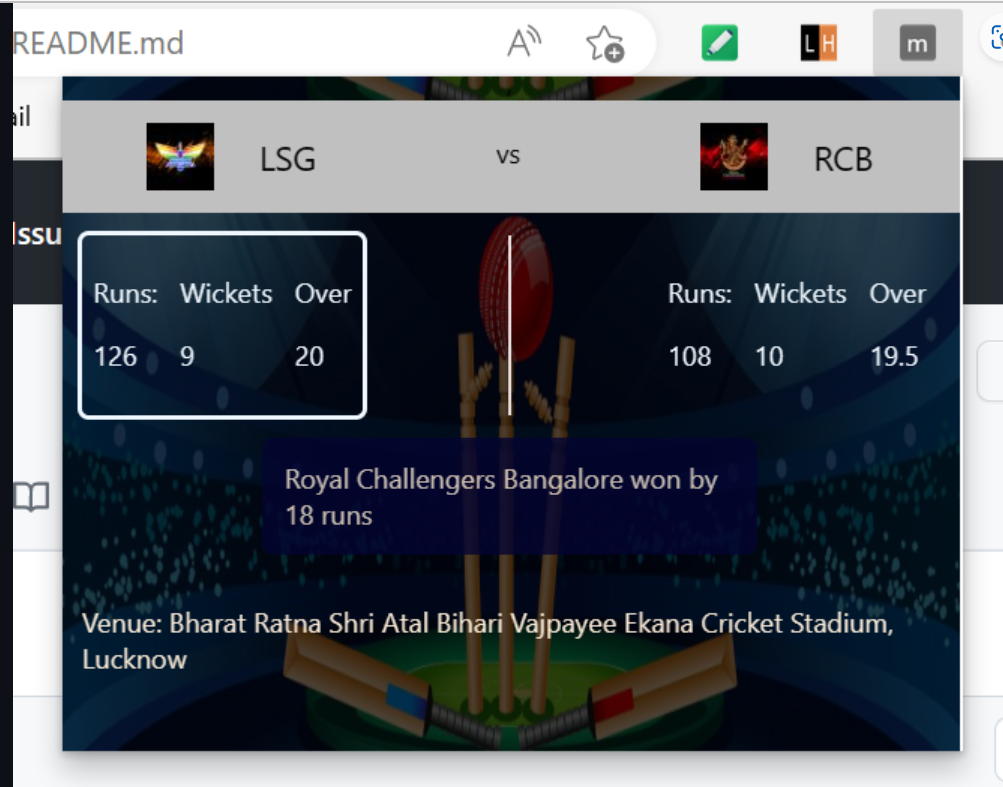 README.md
A
L H
m
ail
LSG vs RCB
Issu
Runs: Wickets Over Runs: Wickets Over
126 9 20 108 10 19.5
Royal Challengers Bangalore won by
18 runs
Venue: Bharat Ratna Shri Atal Bihari Vajpayee Ekana Cricket Stadium,
Lucknow